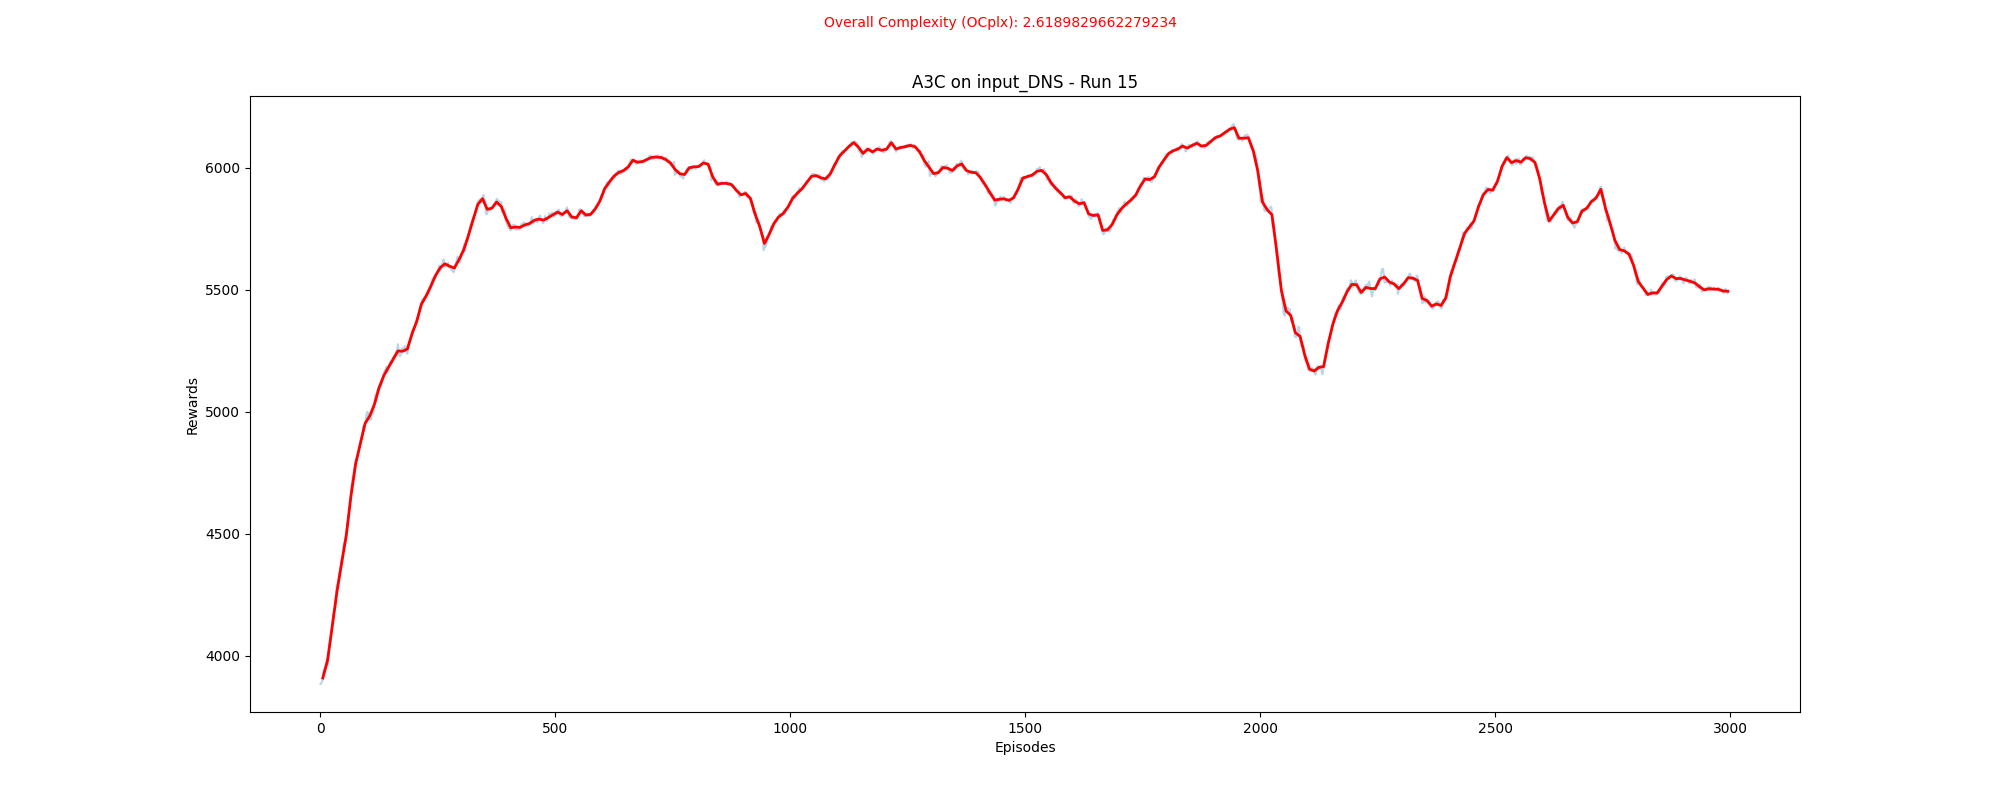 Overall Complexity (OCplx): 2.6189829662279234
A3C on input_DNS - Run 15
6000
5500
5000
4500
4000
Rewards
0 500 1000 1500 2000 2500 3000
Episodes